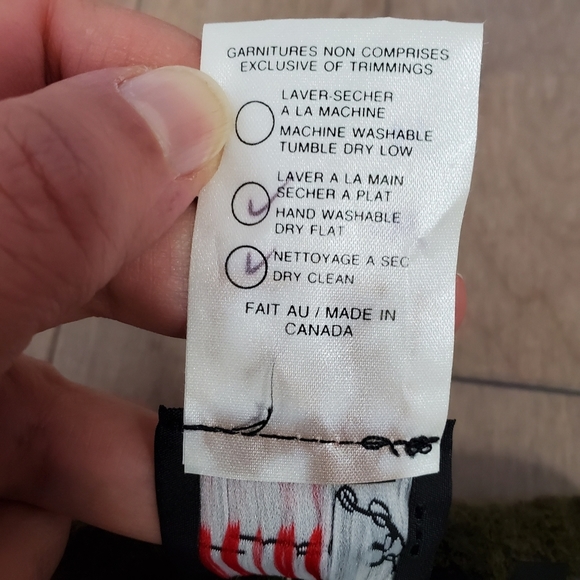 GARNITURES NON COMPRISES
EXCLUSIVE OF TRIMMINGS
LAVER-SECHER
A LA MACHINE
MACHINE WASHABLE
TUMBLE DRY LOW
LAVER A LA MAIN
SECHER A PLAT
HAND WASHABLE
DRY FLAT
NETTOYAGE A SEC
DRY CLEAN
FAIT AU / MADE IN
CANADA